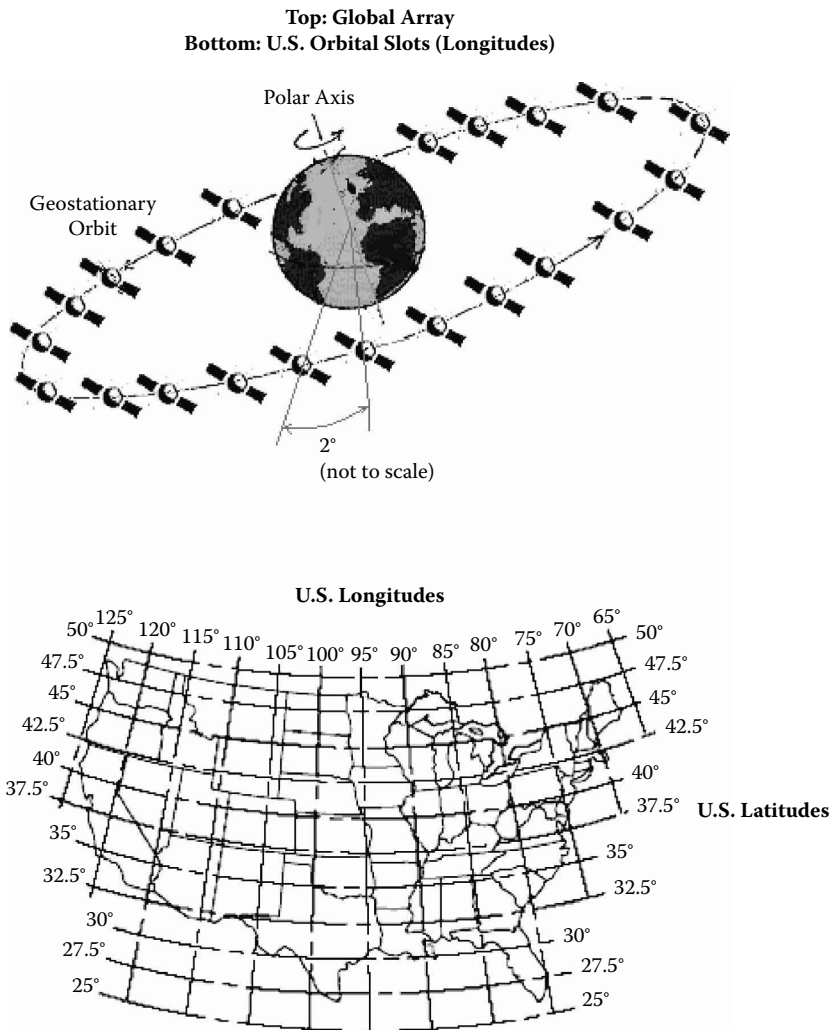 Top: Global Array
Bottom: U.S. Orbital Slots (Longitudes)
Polar Axis
Geostationary
Orbit
2°
(not to scale)
U.S. Longitudes
125° 120° 115° 110° 105° 100° 95° 90° 85° 80° 75° 70° 65°
50° 50°
47.5° 47.5°
45° 45°
42.5° 42.5°
40° 40°
37.5° 37.5°
U.S. Latitudes
35° 35°
32.5° 32.5°
30° 30°
27.5° 27.5°
25° 25°